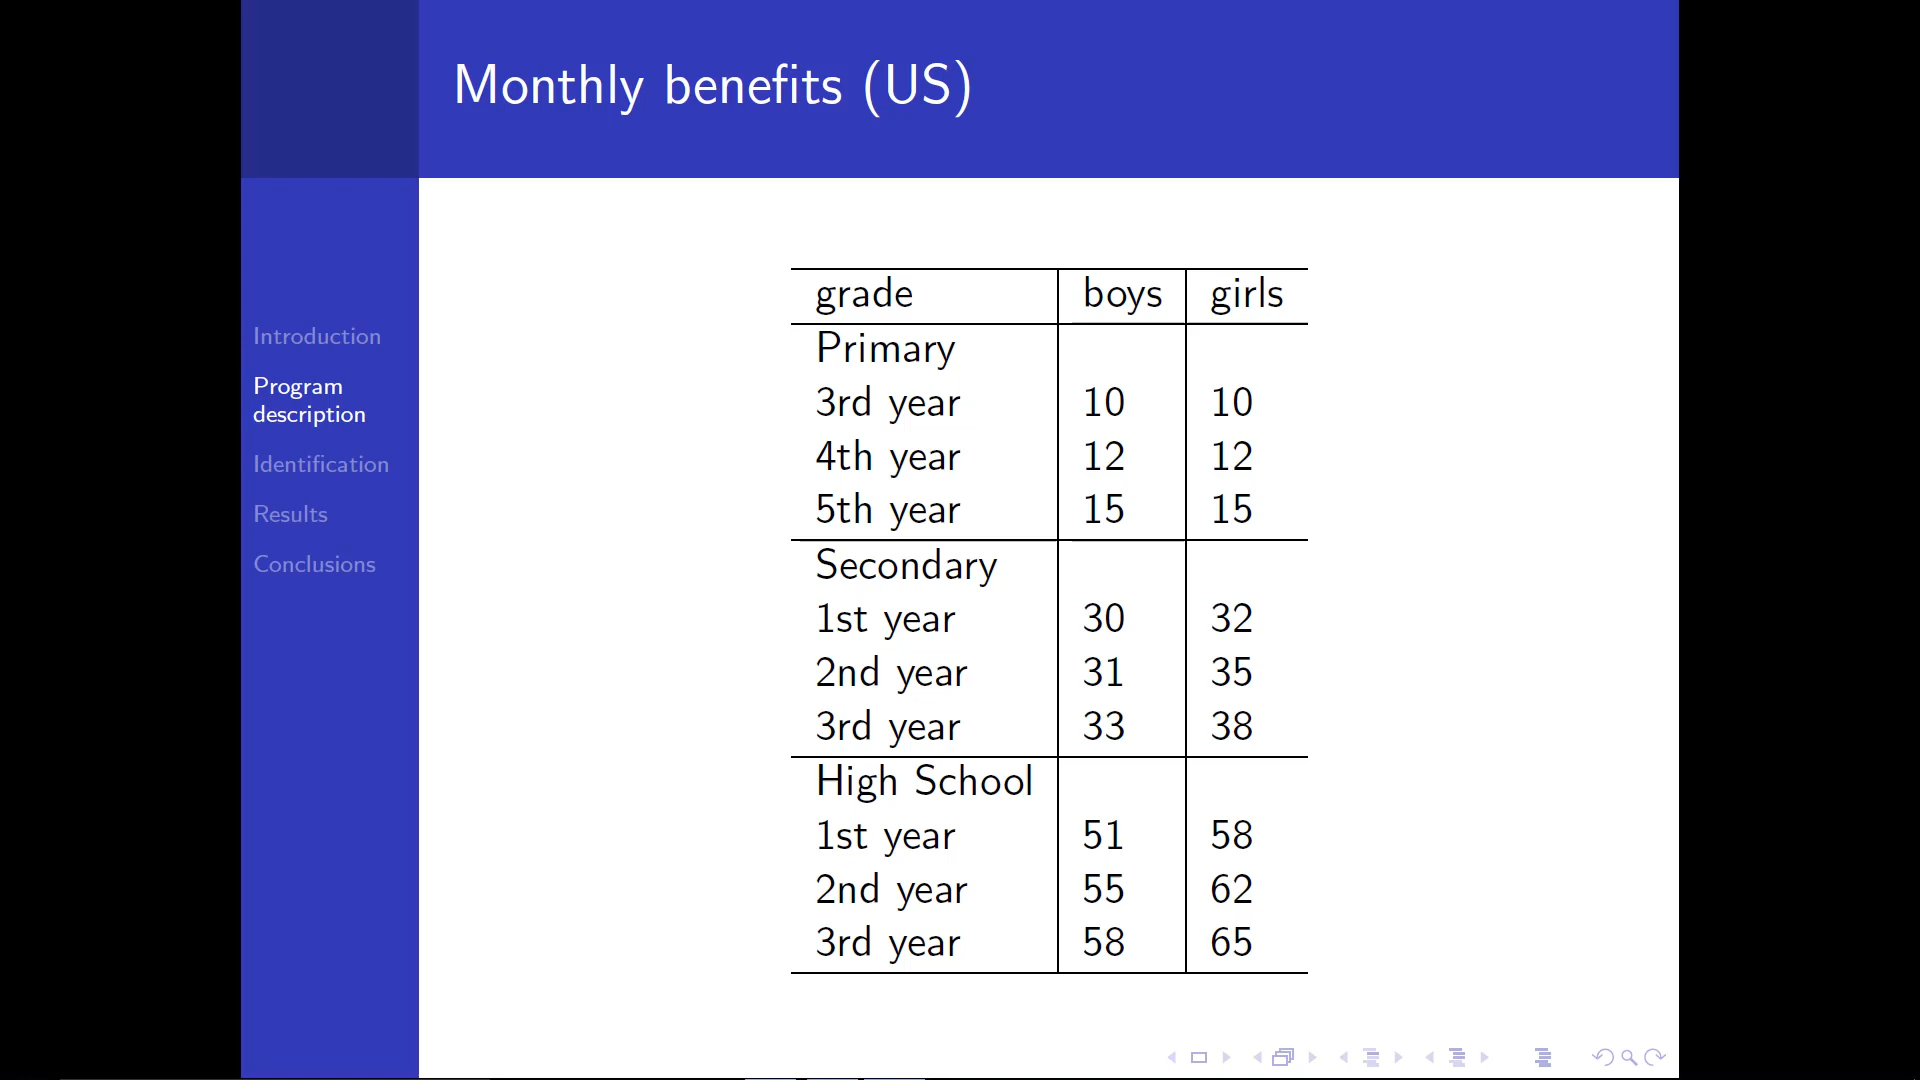 Monthly benefits (US)
Introduction
Program
description
Identification
Results
Conclusions
grade boys girls
Primary
3rd year 10 10
4th year 12 12
5th year 15 15
Secondary
1st year 30 32
2nd year 31 35
3rd year 33 38
High School
1st year 51 58
2nd year 55 62
3rd year 58 65